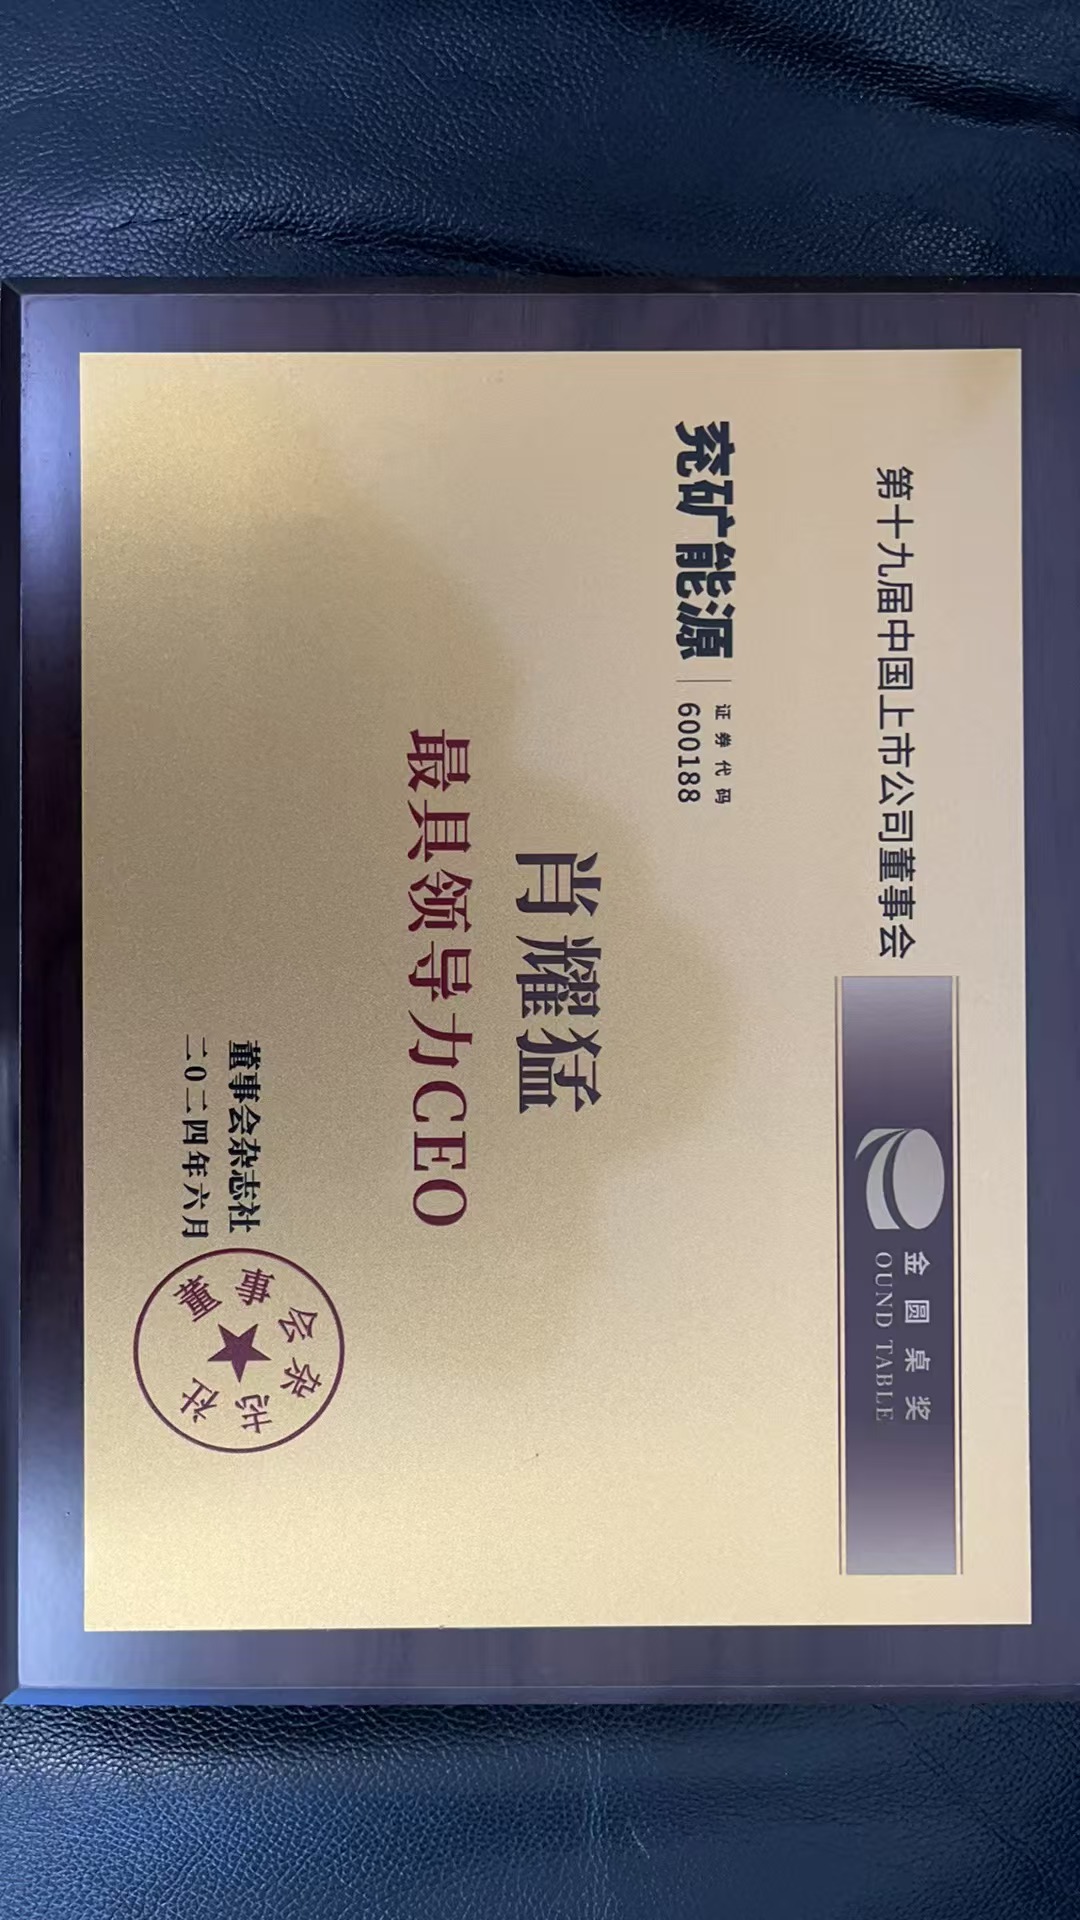 第十九届中国上市公司董事会
金圆桌奖
OUND TABLE
兖矿能源
证券代码
600188
肖耀猛
最具领导力CEO
董事会杂志社
二〇二四年六月
董事会杂志社